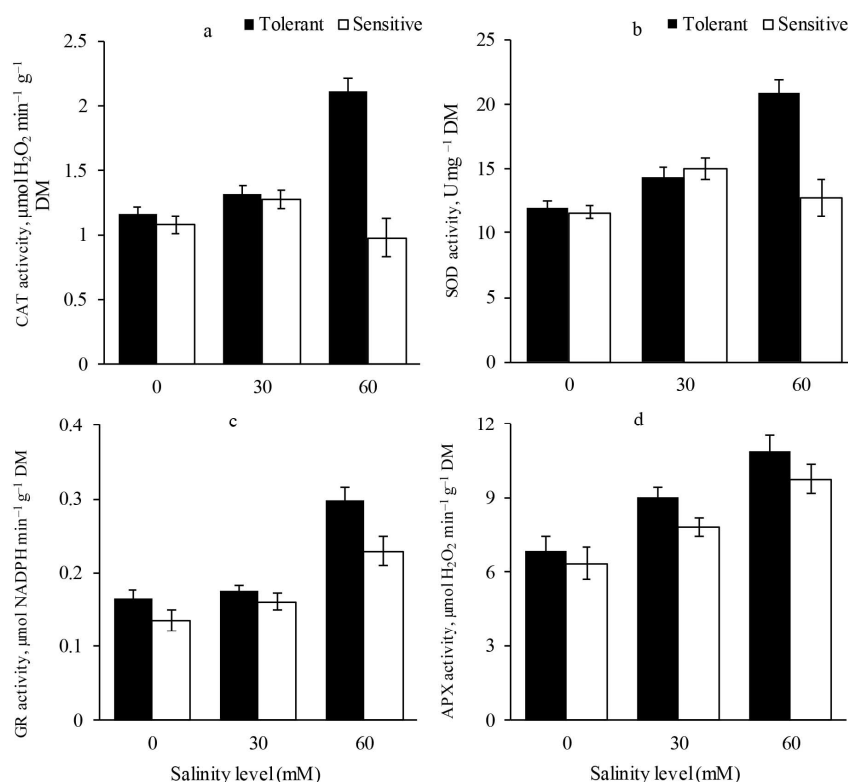 a
■ Tolerant □ Sensitive
CAT activcity, µmol H₂O₂ min⁻¹ g⁻¹
DM
2.5
2
1.5
1
0.5
0
0 30 60
b
■ Tolerant □ Sensitive
SOD activity, U mg⁻¹ DM
25
20
15
10
5
0
0 30 60
c
GR activity, µmol NADPH min⁻¹ g⁻¹ DM
0.4
0.3
0.2
0.1
0
0 30 60
Salinity level (mM)
d
APX activity, µmol H₂O₂ min⁻¹ g⁻¹ DM
12
9
6
3
0
0 30 60
Salinity level (mM)